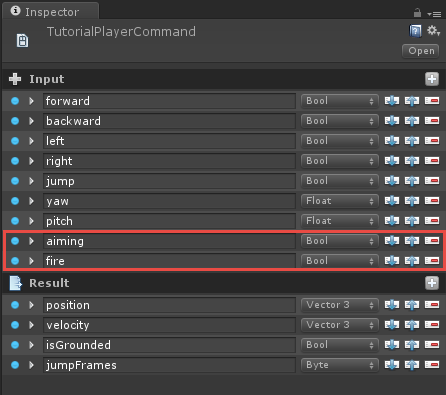 Inspector
TutorialPlayerCommand
Open
Input
forward Bool
backward Bool
left Bool
right Bool
jump Bool
yaw Float
pitch Float
aiming Bool
fire Bool
Result
position Vector 3
velocity Vector 3
isGrounded Bool
jumpFrames Byte